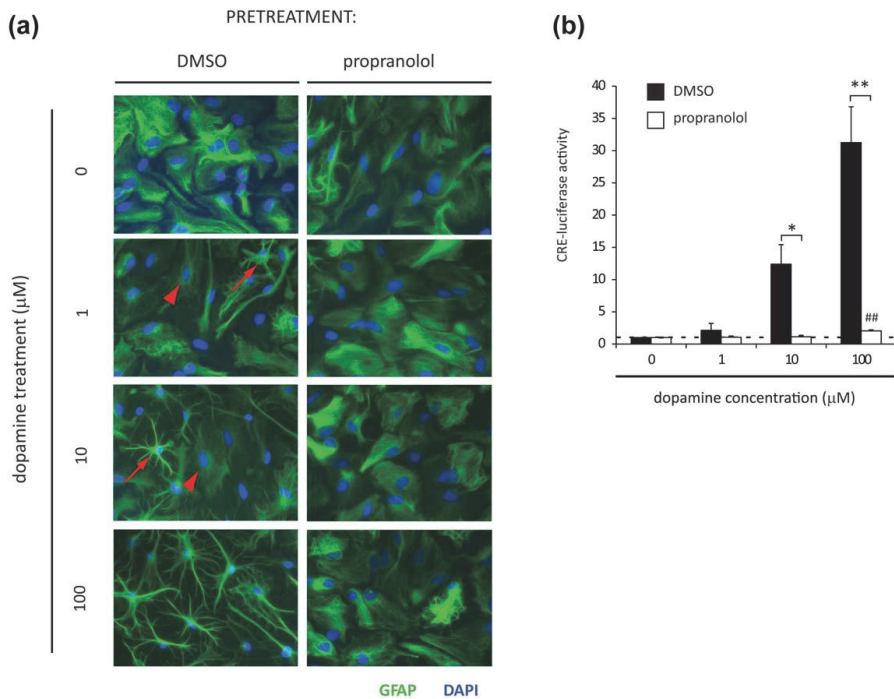 (a)
PRETREATMENT:
DMSO
propranolol
dopamine treatment (μM)
0
1
10
100
GFAP
DAPI
(b)
CRE-luciferase activity
40
35
30
25
20
15
10
5
0
DMSO
propranolol
*
**
##
0
1
10
100
dopamine concentration (μM)